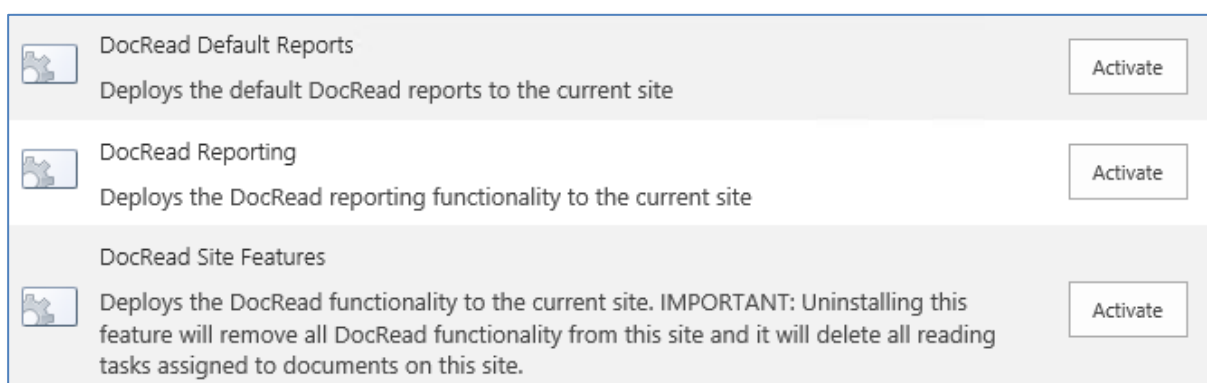 DocRead Default Reports
Deploys the default DocRead reports to the current site
Activate
DocRead Reporting
Deploys the DocRead reporting functionality to the current site
Activate
DocRead Site Features
Deploys the DocRead functionality to the current site. IMPORTANT: Uninstalling this
feature will remove all DocRead functionality from this site and it will delete all reading
tasks assigned to documents on this site.
Activate